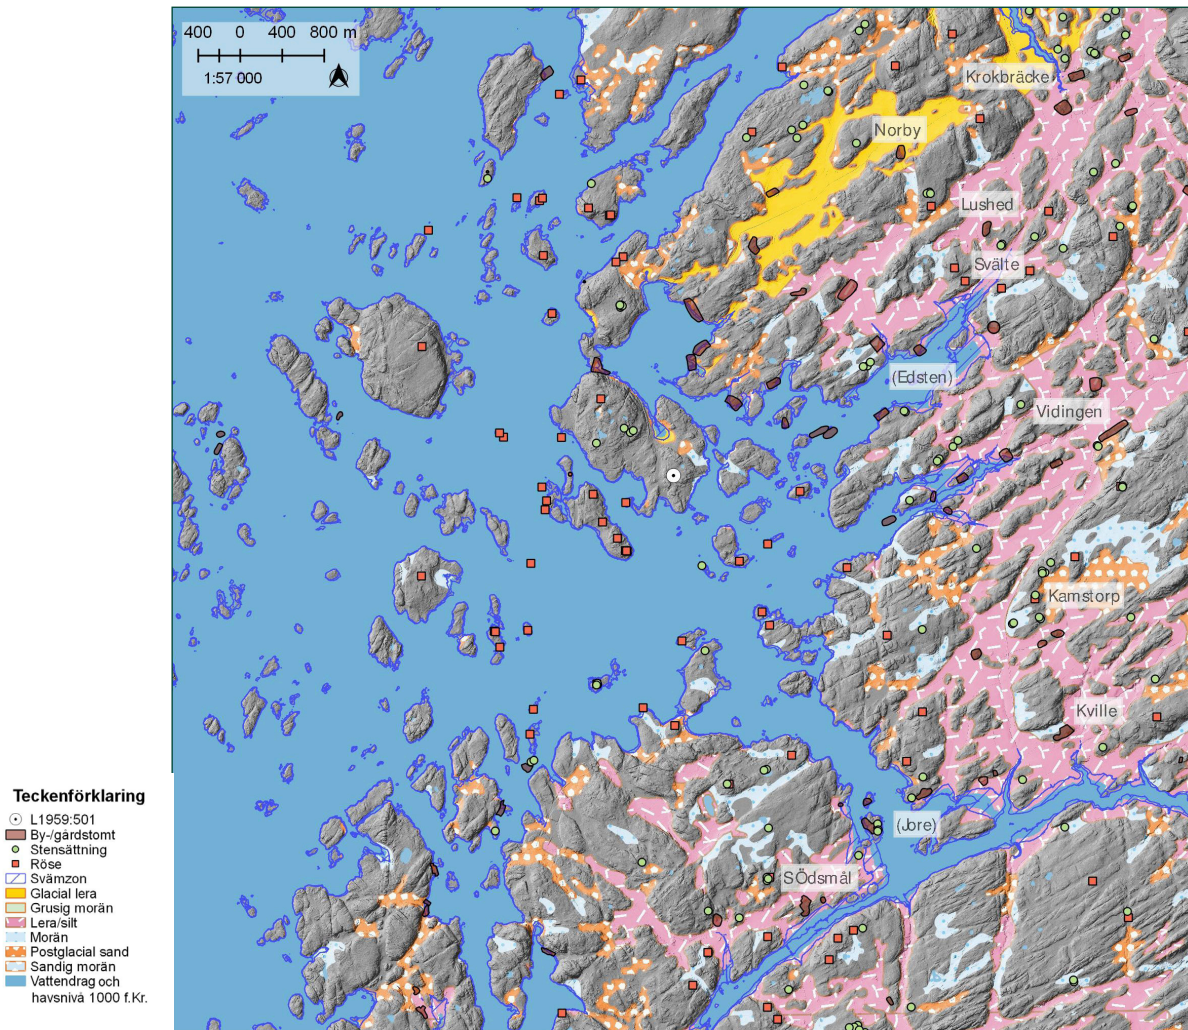 400 0 400 800 m
1:57 000
Krokbräcke
Norby
Lushed
Svälte
(Edsten)
Vidingen
Kamstorp
Kville
(Jore)
SÖdsmål
Teckenförklaring
L1959:501
By-/gårdstomt
Stensättning
Röse
Svämzon
Glacial lera
Grusig morän
Lera/silt
Morän
Postglacial sand
Sandig morän
Vattendrag och
havsnivå 1000 f.Kr.